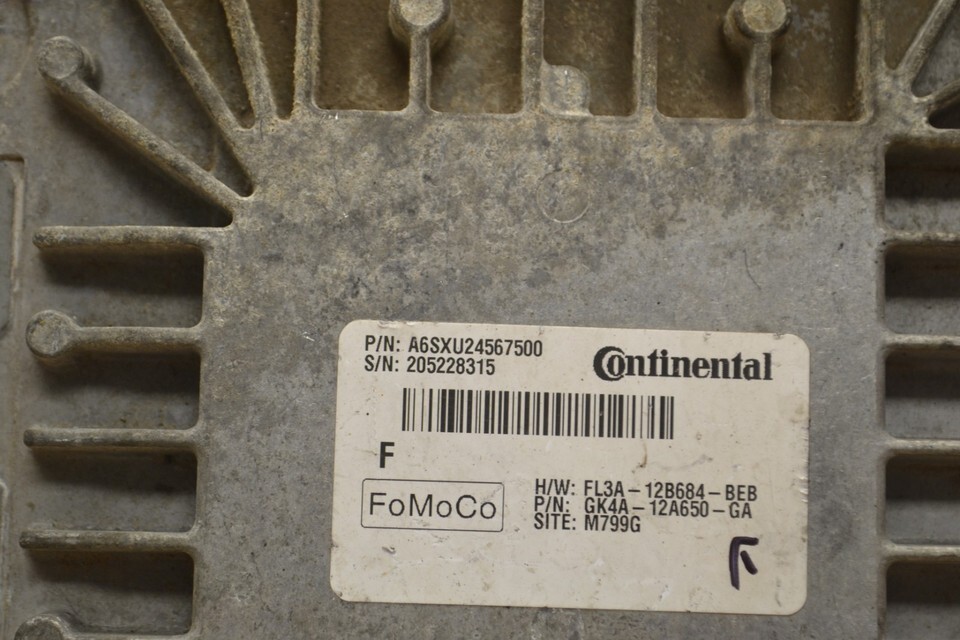 P/N: A6SXU24567500
S/N: 205228315
Continental
F
FoMoCo
H/W: FL3A-12B684-BEB
P/N: GK4A-12A650-GA
SITE: M799G
F